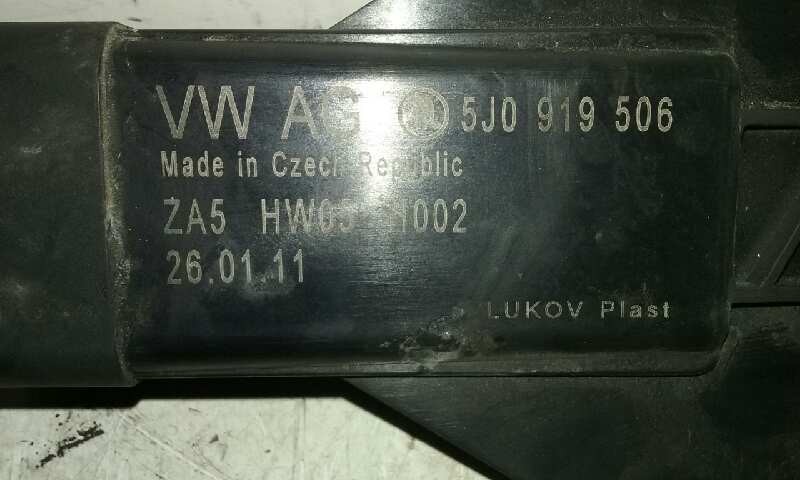 VW AG 5J0 919 506
Made in Czech Republic
ZA5
26.01.11
LUKOV Plast